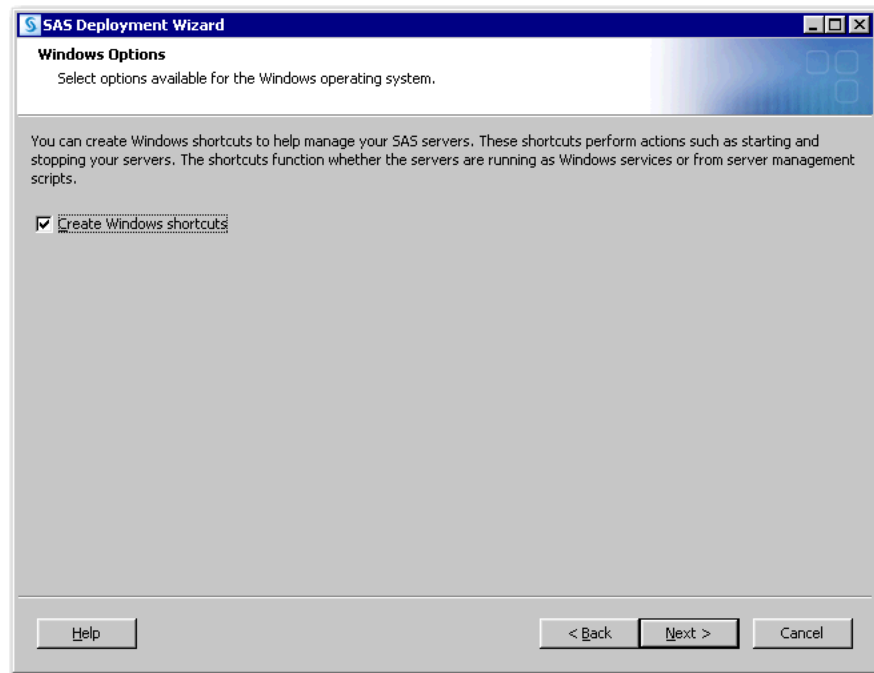 SAS Deployment Wizard
Windows Options
Select options available for the Windows operating system.
You can create Windows shortcuts to help manage your SAS servers. These shortcuts perform actions such as starting and
stopping your servers. The shortcuts function whether the servers are running as Windows services or from server management
scripts.
Create Windows shortcuts
Help
< Back
Next >
Cancel